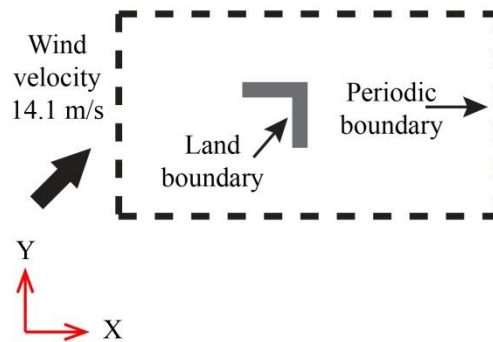 Wind
velocity
14.1 m/s
Periodic
boundary
Land
boundary
Y
X